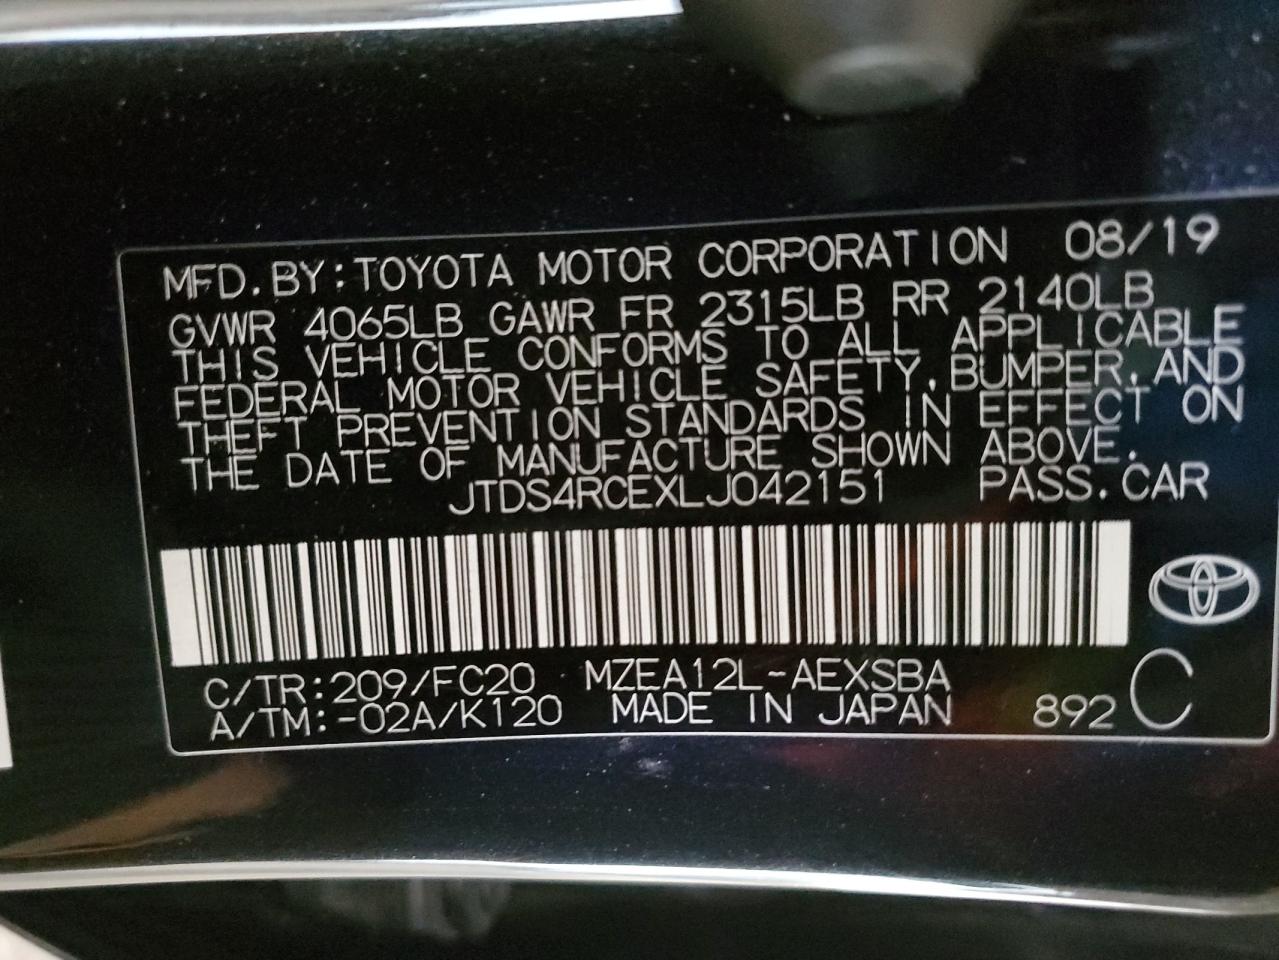 MFD. BY: TOYOTA MOTOR CORPORATION 08/19
GVWR 4065LB GAWR FR 2315LB RR 2140LB
THIS VEHICLE CONFORMS TO ALL APPLICABLE
FEDERAL MOTOR VEHICLE SAFETY, BUMPER, AND
THEFT PREVENTION STANDARDS IN EFFECT ON
THE DATE OF MANUFACTURE SHOWN ABOVE.
JTDS4RCEXLJ042151 PASS. CAR
C/TR: 209/FC20 MZEA12L-AEXSBA
A/TM: -02A/K120 MADE IN JAPAN 892 C